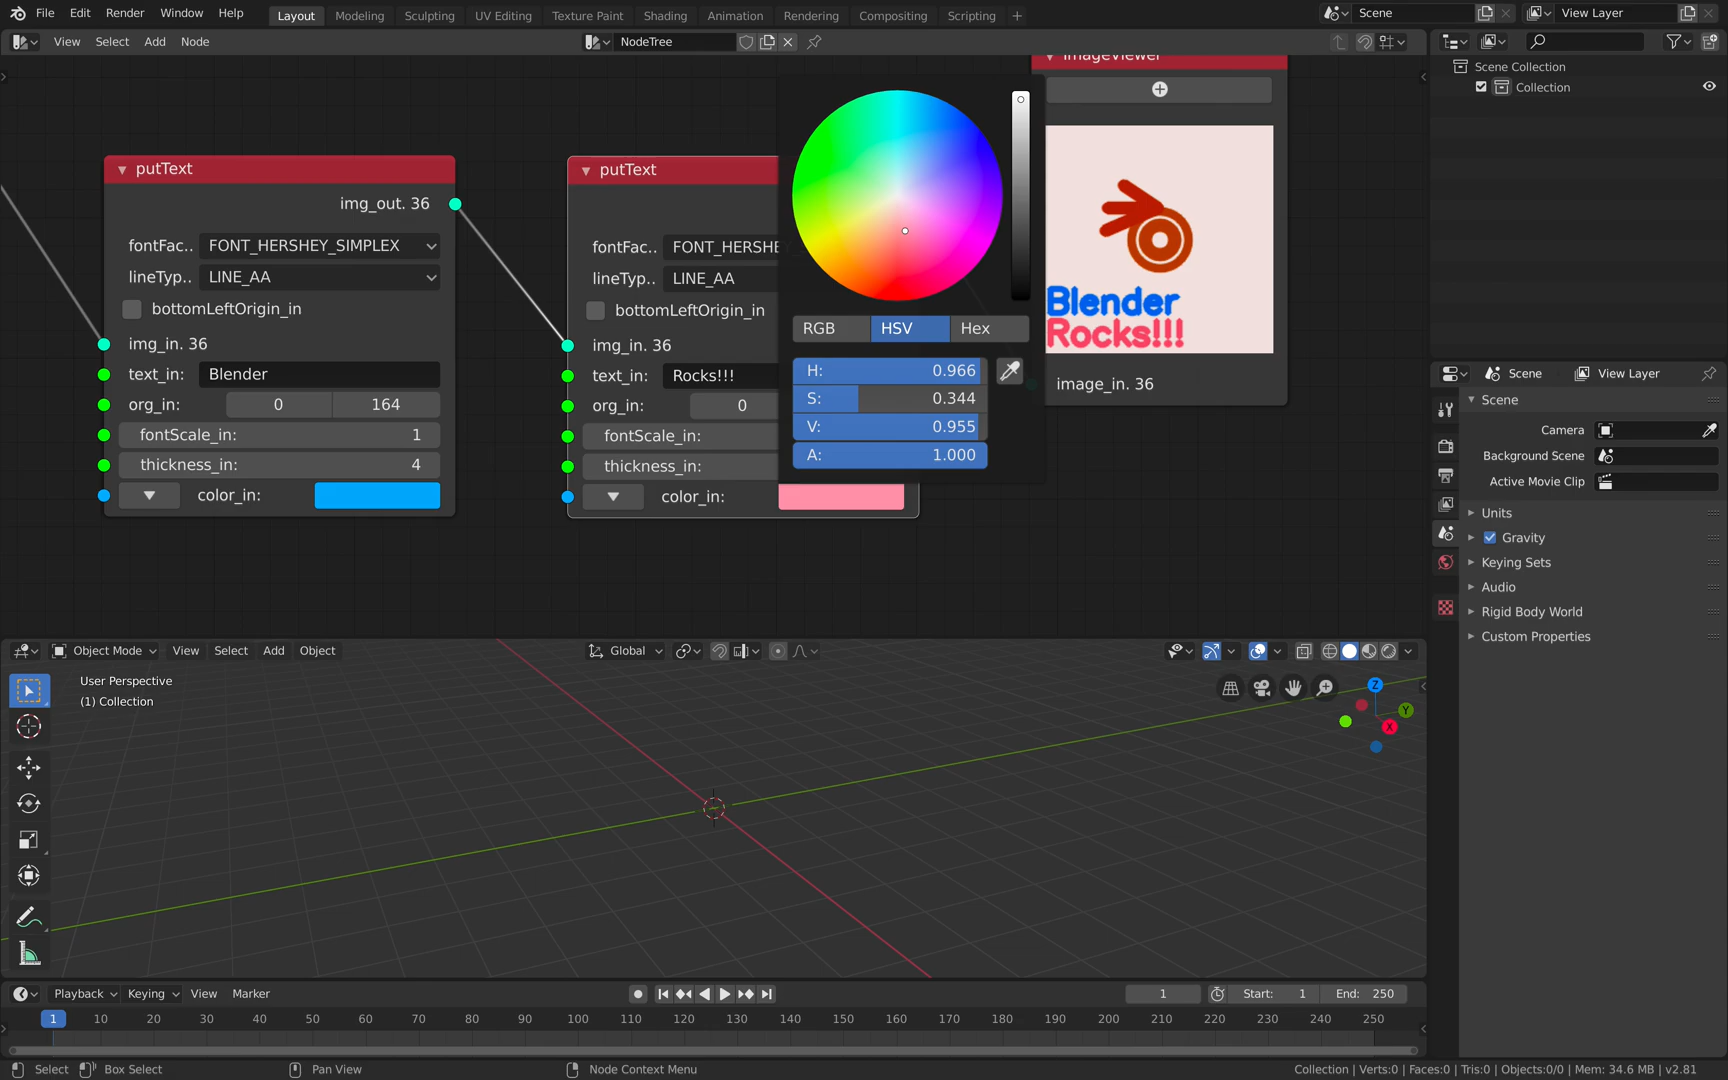 File Edit Render Window Help Layout Modeling Sculpting UV Editing Texture Paint Shading Animation Rendering Compositing Scripting + Scene View Layer
View Select Add Node NodeTree
Scene Collection
Collection
imageViewer
putText
img_out. 36
fontFac.. FONT_HERSHEY_SIMPLEX
lineTyp.. LINE_AA
bottomLeftOrigin_in
img_in. 36
text_in: Blender
org_in: 0 164
fontScale_in: 1
thickness_in: 4
color_in:
putText
fontFac.. FONT_HERSHEY
lineTyp.. LINE_AA
bottomLeftOrigin_in
img_in. 36
text_in: Rocks!!!
org_in: 0
fontScale_in:
thickness_in:
color_in:
RGB HSV Hex
H: 0.966
S: 0.344
V: 0.955
A: 1.000
Blender
Rocks!!!
image_in. 36
Scene View Layer
Scene
Camera
Background Scene
Active Movie Clip
Units
Gravity
Keying Sets
Audio
Rigid Body World
Custom Properties
Object Mode View Select Add Object Global
User Perspective
(1) Collection
Z
Y
X
Playback Keying View Marker 1 Start: 1 End: 250
1 10 20 30 40 50 60 70 80 90 100 110 120 130 140 150 160 170 180 190 200 210 220 230 240 250
Select Box Select Pan View Node Context Menu Collection | Verts:0 | Faces:0 | Tris:0 | Objects:0/0 | Mem: 34.6 MB | v2.81